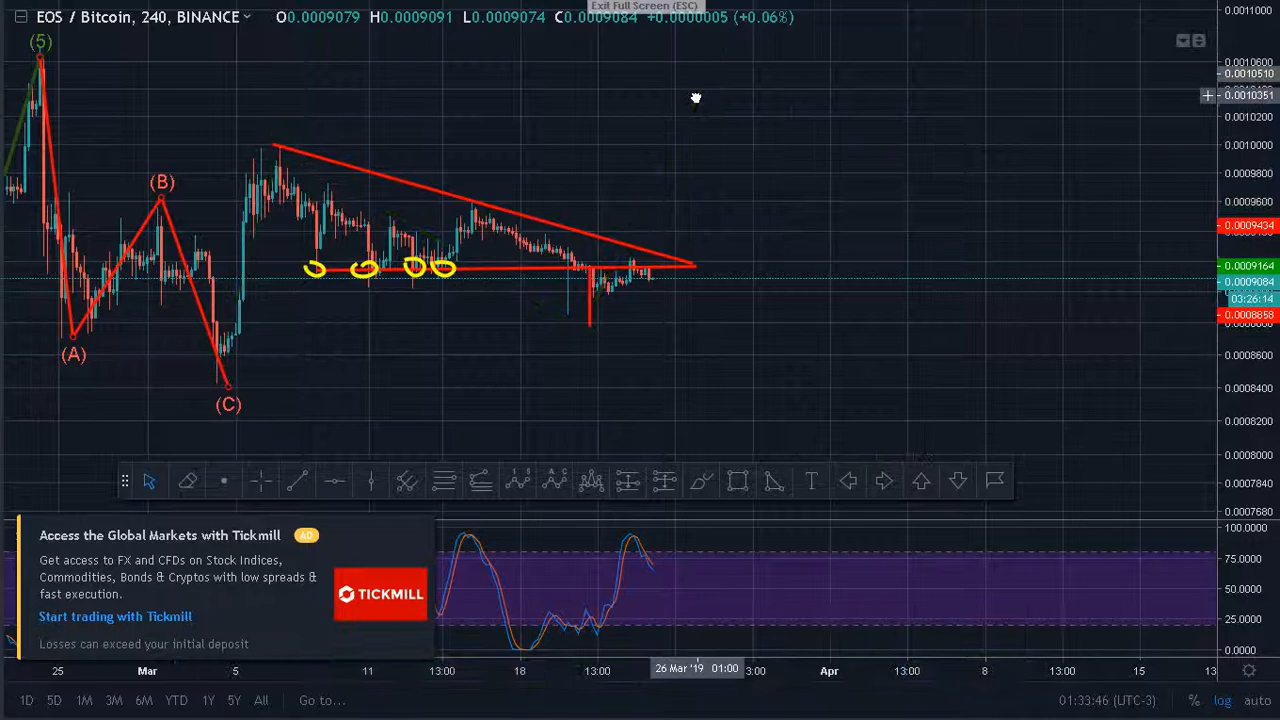 Exit Full Screen (ESC)
EOS / Bitcoin, 240, BINANCE
O0.0009079 H0.0009091 L0.0009074 C0.0009084 +0.0000005 (+0.06%)
(5)
(B)
(A)
(C)
0.0011000
0.0010600
0.0010510
0.0010351
0.0010200
0.0010000
0.0009800
0.0009600
0.0009434
0.0009164
0.0009084
03:26:14
0.0008858
0.0008600
0.0008400
0.0008200
0.0008000
0.0007840
0.0007680
T
Access the Global Markets with Tickmill AD
Get access to FX and CFDs on Stock Indices,
Commodities, Bonds & Cryptos with low spreads &
fast execution.
TICKMILL
Start trading with Tickmill
Losses can exceed your initial deposit
100.0000
75.0000
50.0000
25.0000
0.0000
25 Mar 5 11 13:00 18 13:00 26 Mar '19 01:00 3:00 Apr 13:00 8 13:00 15 13
1D 5D 1M 3M 6M YTD 1Y 5Y All Go to... 01:33:46 (UTC-3) % log auto